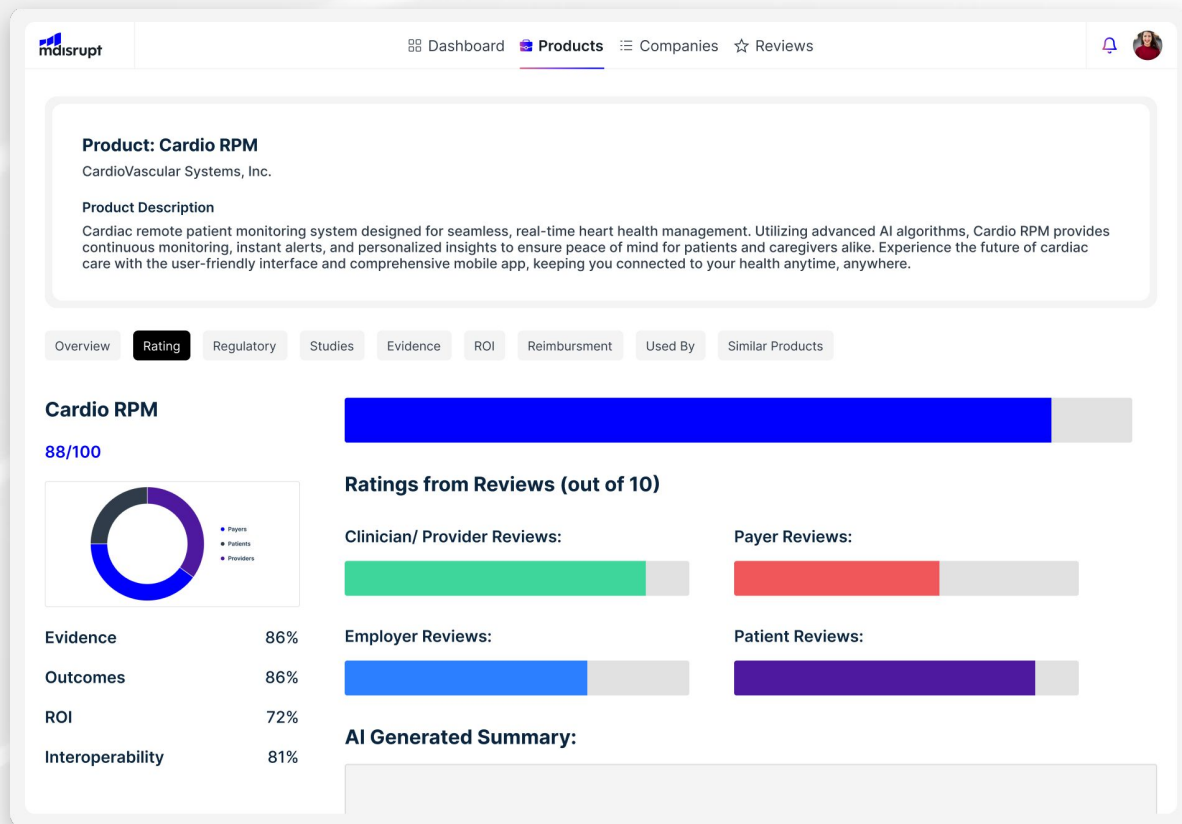 mdisrupt
Dashboard Products Companies Reviews
Product: Cardio RPM
CardioVascular Systems, Inc.
Product Description
Cardiac remote patient monitoring system designed for seamless, real-time heart health management. Utilizing advanced AI algorithms, Cardio RPM provides
continuous monitoring, instant alerts, and personalized insights to ensure peace of mind for patients and caregivers alike. Experience the future of cardiac
care with the user-friendly interface and comprehensive mobile app, keeping you connected to your health anytime, anywhere.
Overview Rating Regulatory Studies Evidence ROI Reimbursment Used By Similar Products
Cardio RPM
88/100
Payers
Patients
Providers
Evidence 86%
Outcomes 86%
ROI 72%
Interoperability 81%
Ratings from Reviews (out of 10)
Clinician/ Provider Reviews:
Payer Reviews:
Employer Reviews:
Patient Reviews:
AI Generated Summary: